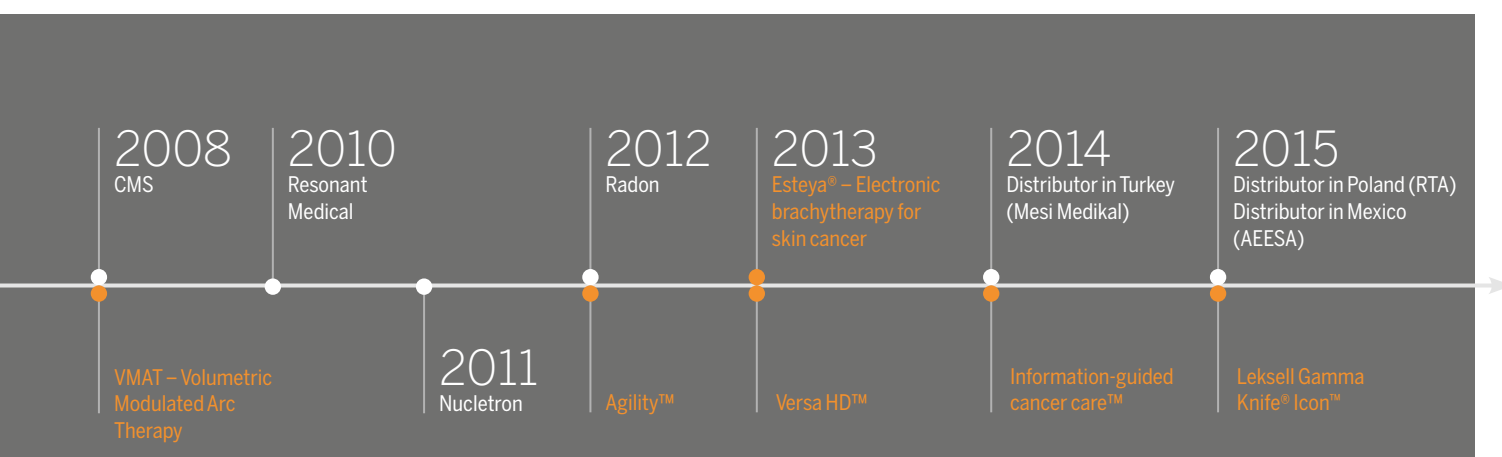 2008
CMS
VMAT – Volumetric
Modulated Arc
Therapy
2010
Resonant
Medical
2011
Nucletron
2012
Radon
Agility™
2013
Esteya® – Electronic
brachytherapy for
skin cancer
Versa HD™
2014
Distributor in Turkey
(Mesi Medikal)
Information-guided
cancer care™
2015
Distributor in Poland (RTA)
Distributor in Mexico
(AEESA)
Leksell Gamma
Knife® Icon™